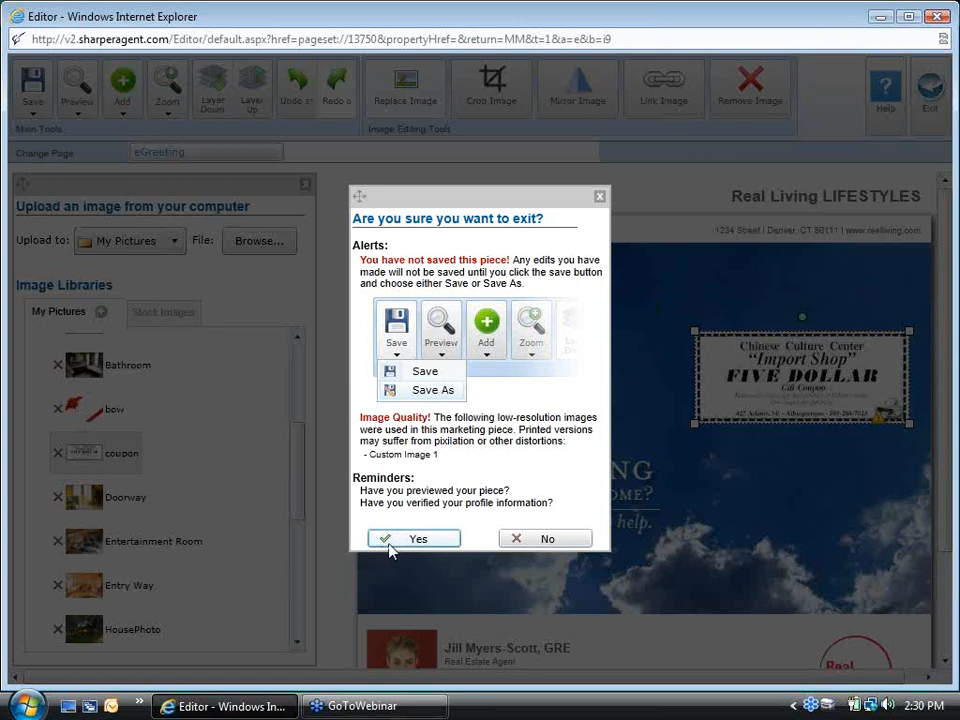 Editor - Windows Internet Explorer
http://v2.sharperagent.com/Editor/default.aspx?href=pageset://13750&propertyHref=&return=MM&t=1&a=e&b=i9
Save
Preview
Add
Zoom
Layer Down
Layer Up
Undo
Redo
Replace Image
Crop Image
Mirror Image
Link Image
Remove Image
Help
Exit
Main Tools
Image Editing Tools
Change Page
eGreeting
Upload an image from your computer
Upload to:
My Pictures
File:
Browse...
Image Libraries
My Pictures
Stock Images
Bathroom
bow
coupon
Doorway
Entertainment Room
Entry Way
HousePhoto
Are you sure you want to exit?
Alerts:
You have not saved this piece! Any edits you have
made will not be saved until you click the save button
and choose either Save or Save As.
Save
Preview
Add
Zoom
Save
Save As
Image Quality! The following low-resolution images
were used in this marketing piece. Printed versions
may suffer from pixilation or other distortions:
- Custom Image 1
Reminders:
Have you previewed your piece?
Have you verified your profile information?
Yes
No
Real Living LIFESTYLES
1234 Street | Denver, CT 80111 | www.realliving.com
Chinese Culture Center
"Import Shop"
FIVE DOLLAR
Gift Coupon
OME?
help.
Jill Myers-Scott, GRE
Real Estate Agent
Real
Editor - Windows In...
GoToWebinar
2:30 PM